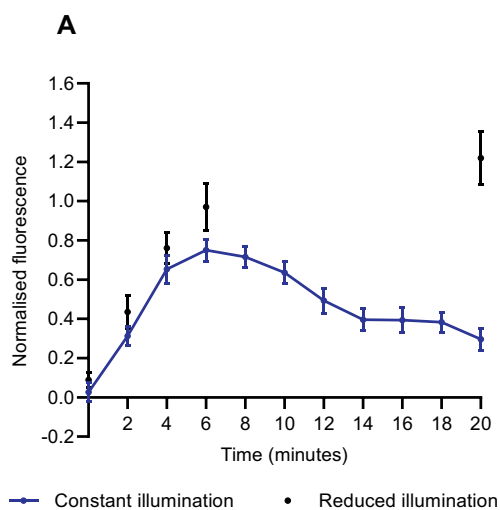 A
1.6
1.4
1.2
1.0
0.8
0.6
0.4
0.2
0.0
-0.2
Normalised fluorescence
2 4 6 8 10 12 14 16 18 20
Time (minutes)
Constant illumination
Reduced illumination